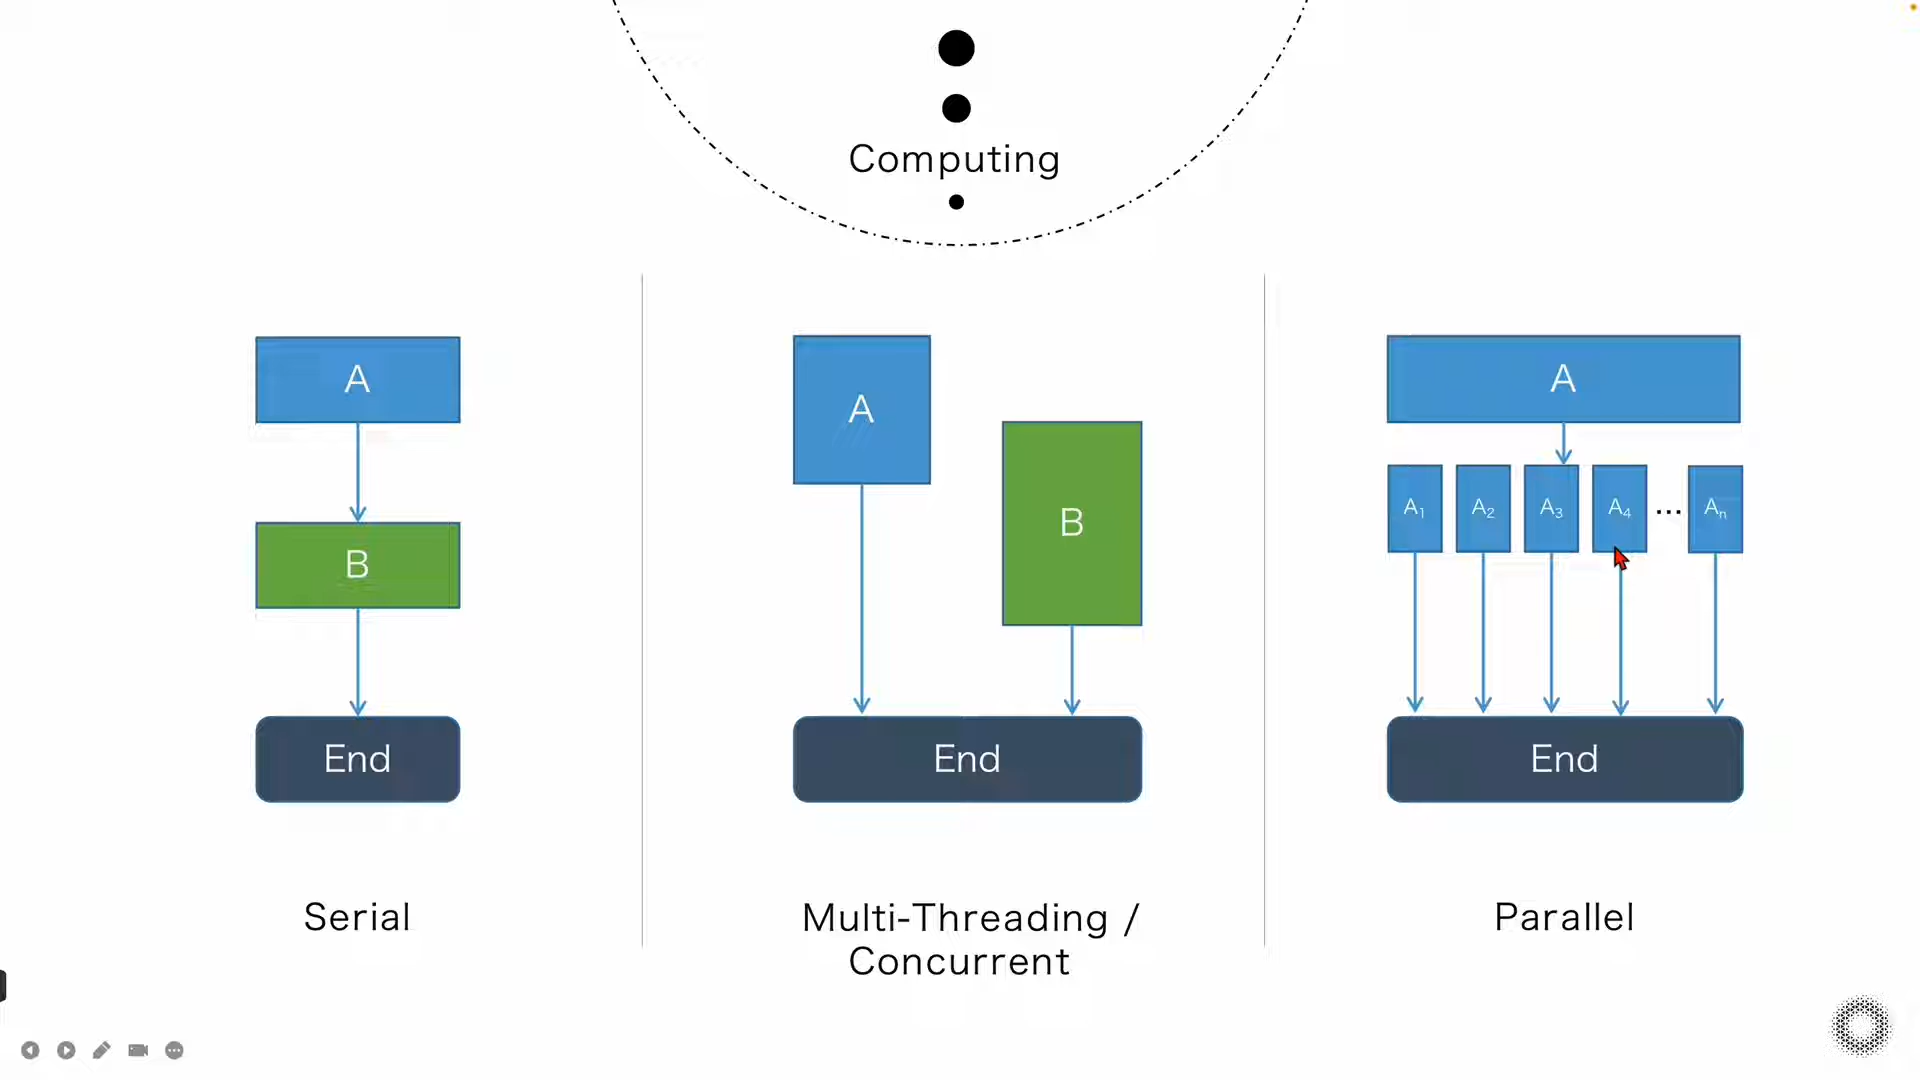 Computing
A
B
End
Serial
A
B
End
Multi-Threading /
Concurrent
A
A₁ A₂ A₃ A₄ ... Aₙ
End
Parallel